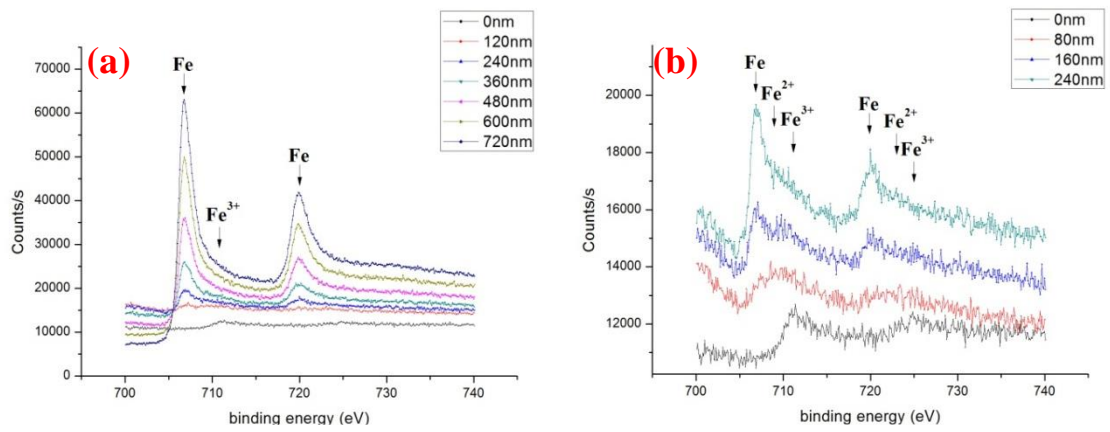 (a)
0nm
120nm
240nm
360nm
480nm
600nm
720nm
Fe
Fe3+
Fe
70000
60000
50000
40000
30000
20000
10000
0
Counts/s
700
710
720
730
740
binding energy (eV)
(b)
0nm
80nm
160nm
240nm
Fe
Fe2+
Fe3+
Fe
Fe2+
Fe3+
20000
18000
16000
14000
12000
Counts/s
700
710
720
730
740
binding energy (eV)